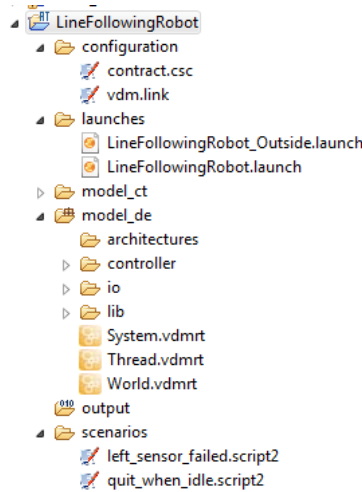 LineFollowingRobot
configuration
contract.csc
vdm.link
launches
LineFollowingRobot_Outside.launch
LineFollowingRobot.launch
model_ct
model_de
architectures
controller
io
lib
System.vdmrt
Thread.vdmrt
World.vdmrt
output
scenarios
left_sensor_failed.script2
quit_when_idle.script2